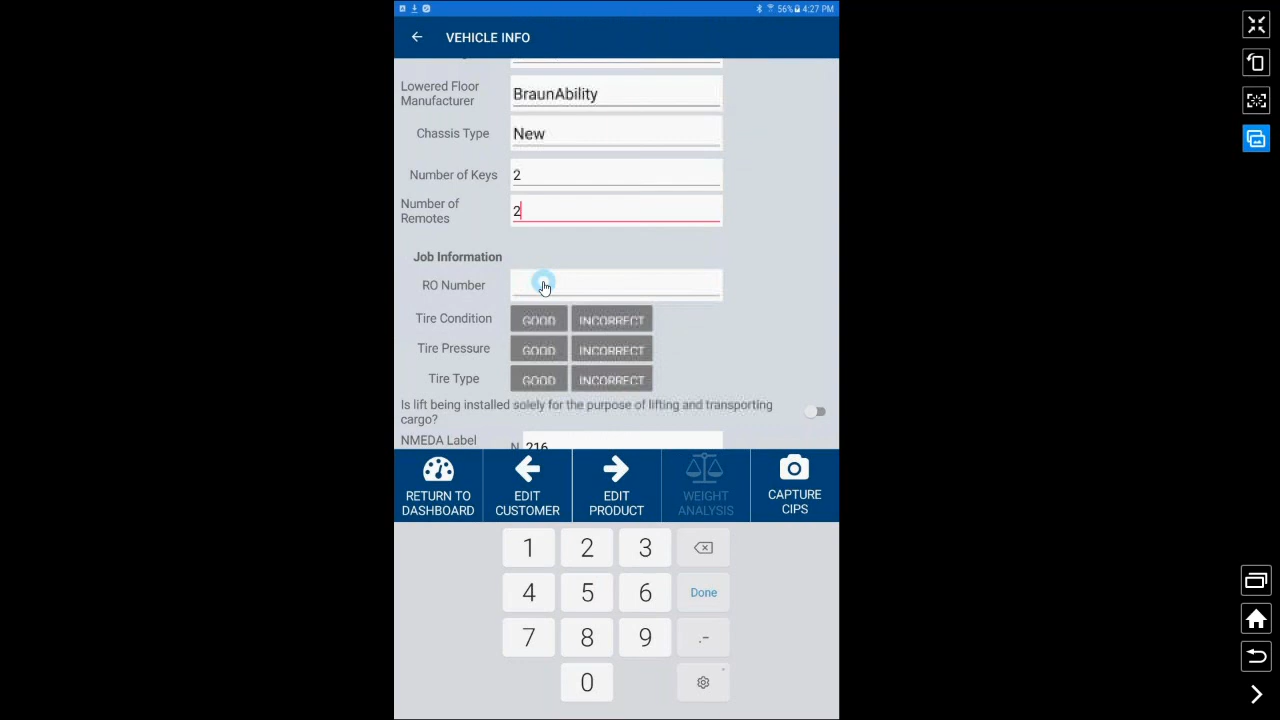 56% 4:27 PM
VEHICLE INFO
Lowered Floor
Manufacturer
BraunAbility
Chassis Type
New
Number of Keys
2
Number of
Remotes
2
Job Information
RO Number
Tire Condition
GOOD
INCORRECT
Tire Pressure
GOOD
INCORRECT
Tire Type
GOOD
INCORRECT
Is lift being installed solely for the purpose of lifting and transporting
cargo?
NMEDA Label
N 216
RETURN TO
DASHBOARD
EDIT
CUSTOMER
EDIT
PRODUCT
WEIGHT
ANALYSIS
CAPTURE
CIPS
1 2 3
4 5 6 Done
7 8 9 .-
0